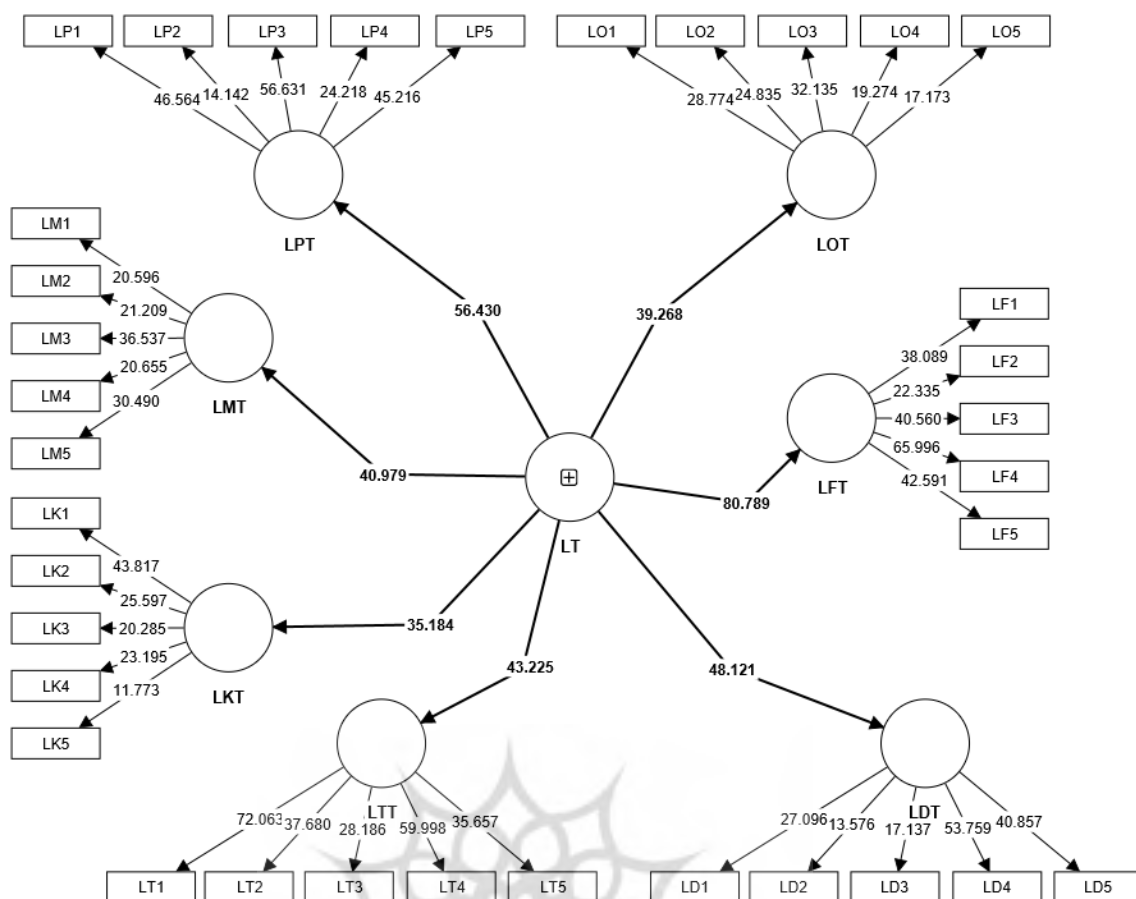 LP1 LP2 LP3 LP4 LP5
LO1 LO2 LO3 LO4 LO5
46.564 14.142 56.631 24.218 45.216
28.774 24.835 32.135 19.274 17.173
LPT
LOT
LM1
LM2
LM3
LM4
LM5
20.596
21.209
36.537
20.655
30.490
LMT
56.430
39.268
LF1
LF2
LF3
LF4
LF5
38.089
22.335
40.560
65.996
42.591
LFT
40.979
80.789
LT
LK1
LK2
LK3
LK4
LK5
43.817
25.597
20.285
23.195
11.773
LKT
35.184
43.225
48.121
LTT
LDT
72.063 37.680 28.186 59.998 35.657
27.096 13.576 17.137 53.759 40.857
LT1 LT2 LT3 LT4 LT5
LD1 LD2 LD3 LD4 LD5